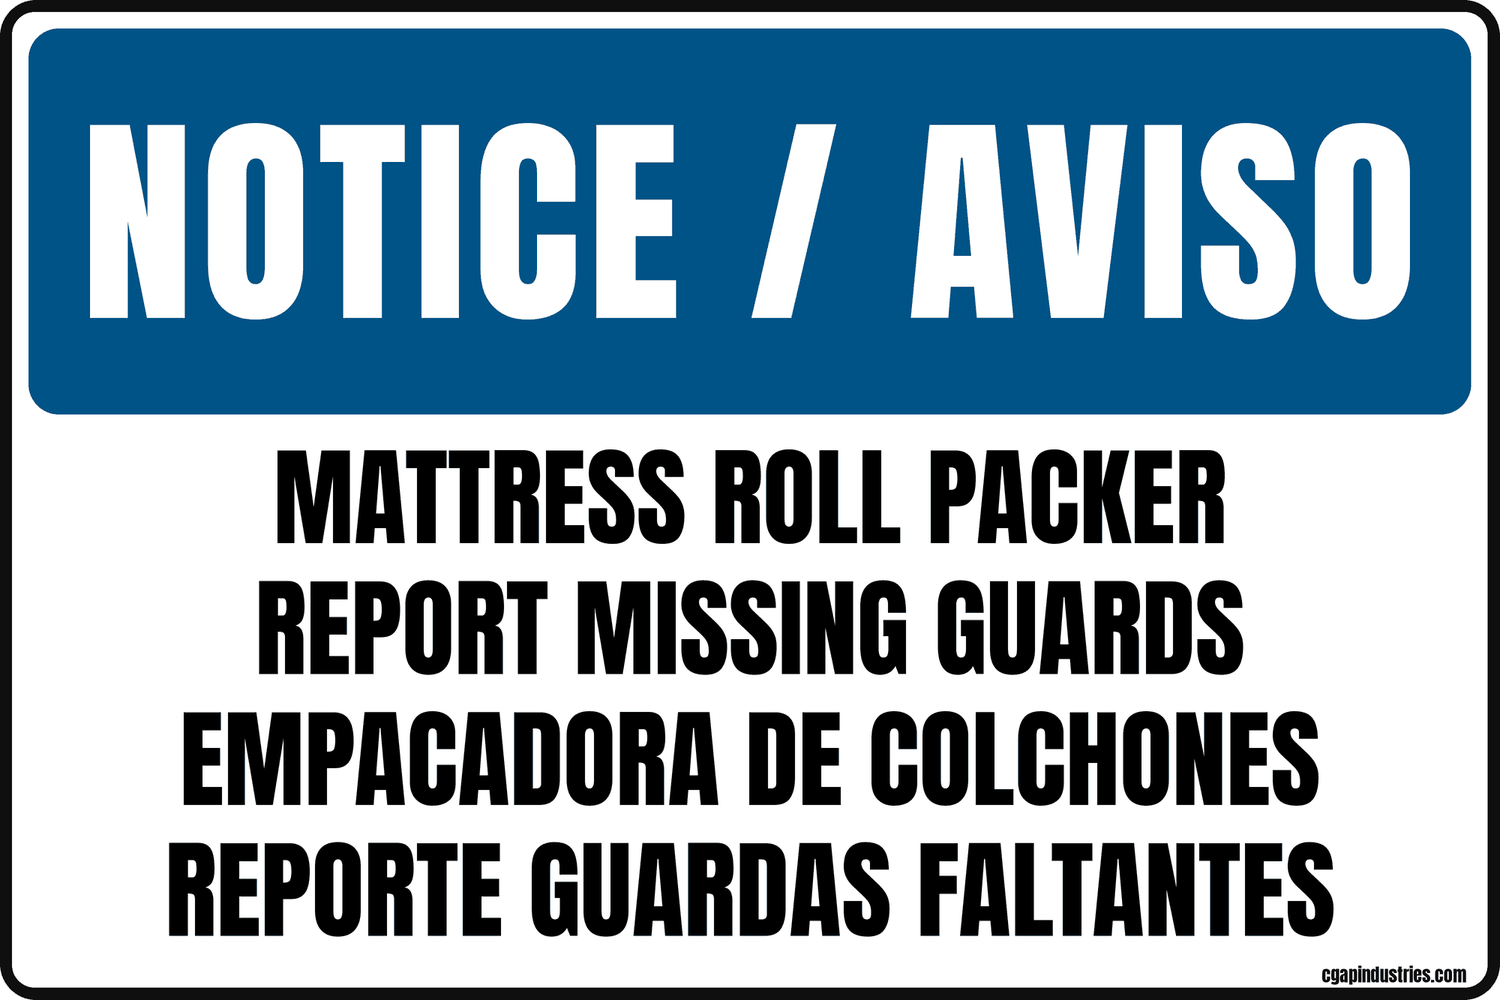 NOTICE / AVISO
MATTRESS ROLL PACKER
REPORT MISSING GUARDS
EMPACADORA DE COLCHONES
REPORTE GUARDAS FALTANTES
cgapindustries.com